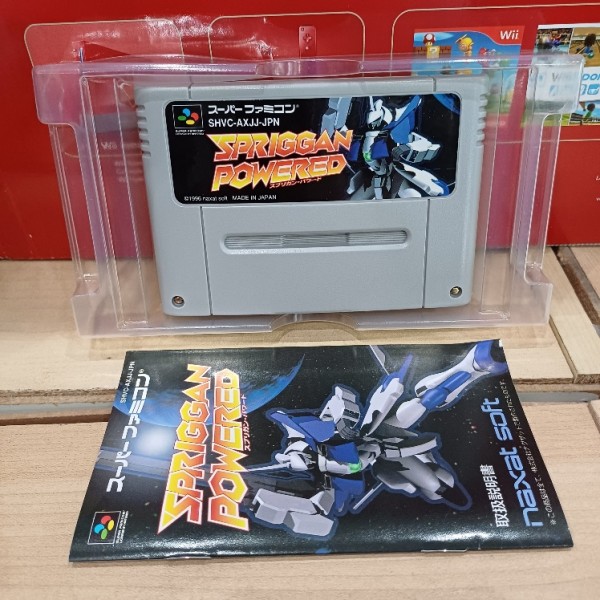 Wii
スーパーファミコン
SHVC-AXJJ-JPN
SPRIGGAN
POWERED
スプリガン・パワード
©1996 naxat soft MADE IN JAPAN
SHVC-AXJJ-JPN
スーパーファミコン
SPRIGGAN
POWERED
スプリガン・パワード
取扱説明書
naxat soft